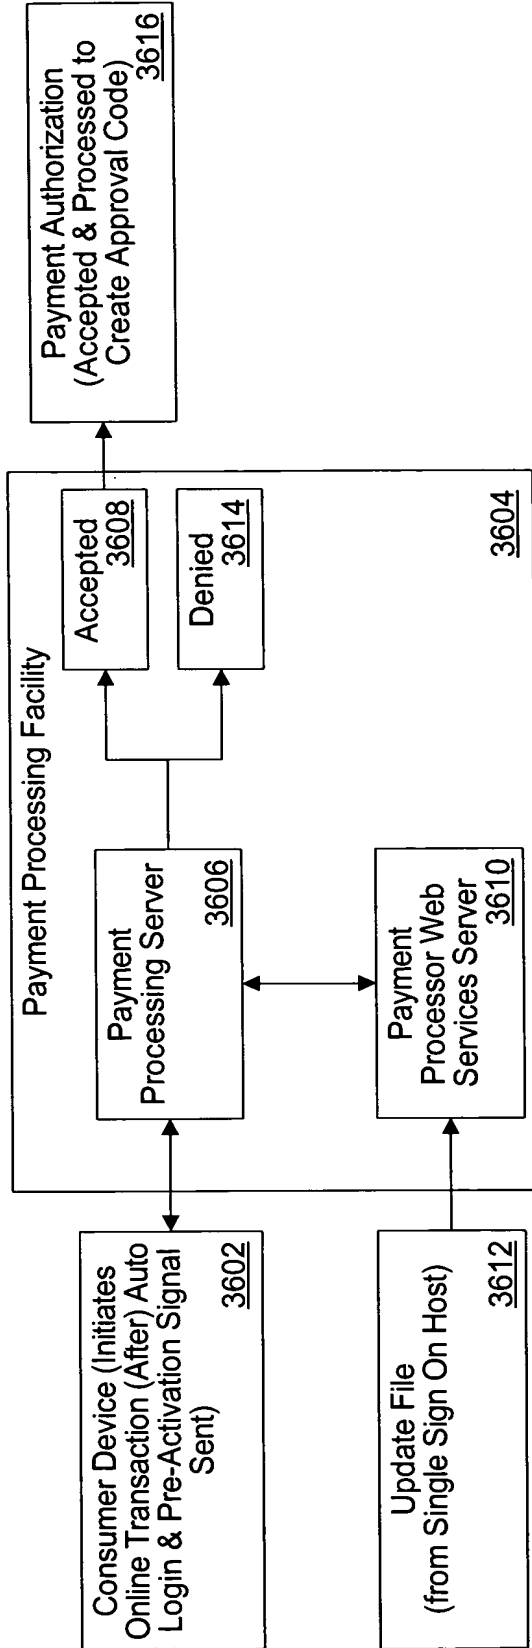 Consumer Device (Initiates
Online Transaction (After) Auto
Login & Pre-Activation Signal
Sent)
3602
Update File
(from Single Sign On Host)
3612
Payment Processing Facility
Payment
Processing Server
3606
Payment
Processor Web
Services Server
3610
Accepted
3608
Denied
3614
3604
Payment Authorization
(Accepted & Processed to
Create Approval Code)
3616